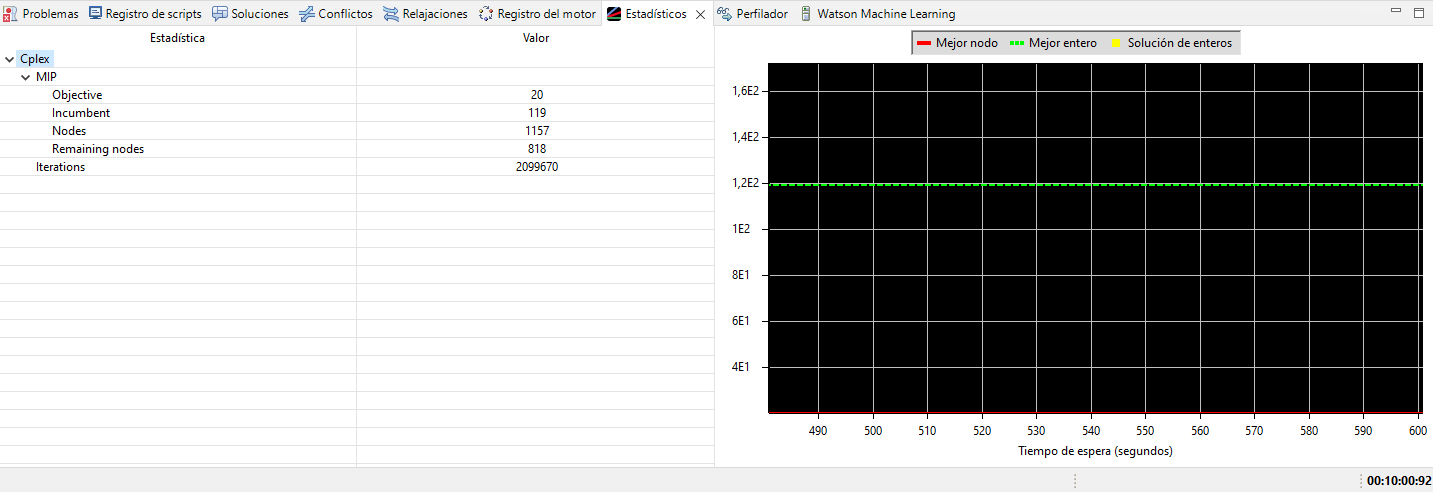 Problemas Registro de scripts Soluciones Conflictos Relajaciones Registro del motor Estadísticos Perfilador Watson Machine Learning
Estadística Valor
Cplex
MIP
Objective 20
Incumbent 119
Nodes 1157
Remaining nodes 818
Iterations 2099670
Mejor nodo Mejor entero Solución de enteros
1,6E2
1,4E2
1,2E2
1E2
8E1
6E1
4E1
490 500 510 520 530 540 550 560 570 580 590 600
Tiempo de espera (segundos)
00:10:00:92